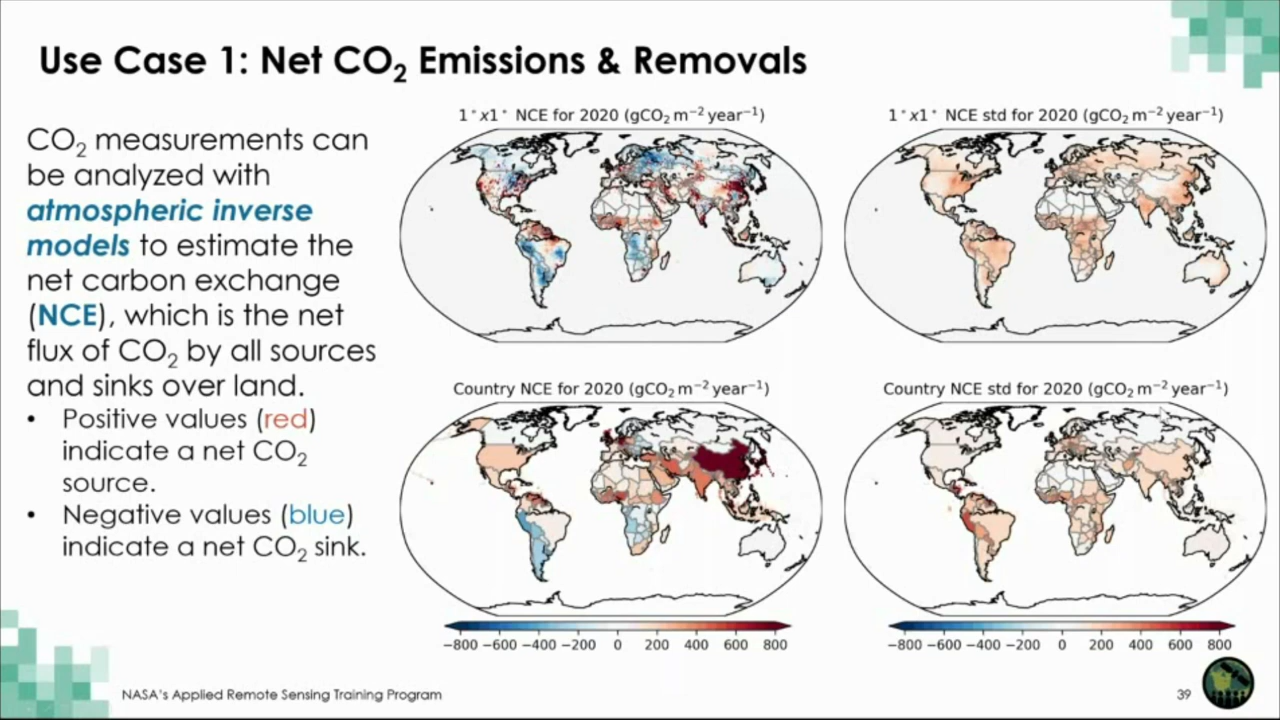 Use Case 1: Net CO₂ Emissions & Removals
CO₂ measurements can
be analyzed with
atmospheric inverse
models to estimate the
net carbon exchange
(NCE), which is the net
flux of CO₂ by all sources
and sinks over land.
• Positive values (red)
indicate a net CO₂
source.
• Negative values (blue)
indicate a net CO₂ sink.
1°x1° NCE for 2020 (gCO₂ m⁻² year⁻¹)
1°x1° NCE std for 2020 (gCO₂ m⁻² year⁻¹)
Country NCE for 2020 (gCO₂ m⁻² year⁻¹)
Country NCE std for 2020 (gCO₂ m⁻² year⁻¹)
−800 −600 −400 −200 0 200 400 600 800
−800 −600 −400 −200 0 200 400 600 800
NASA's Applied Remote Sensing Training Program
39